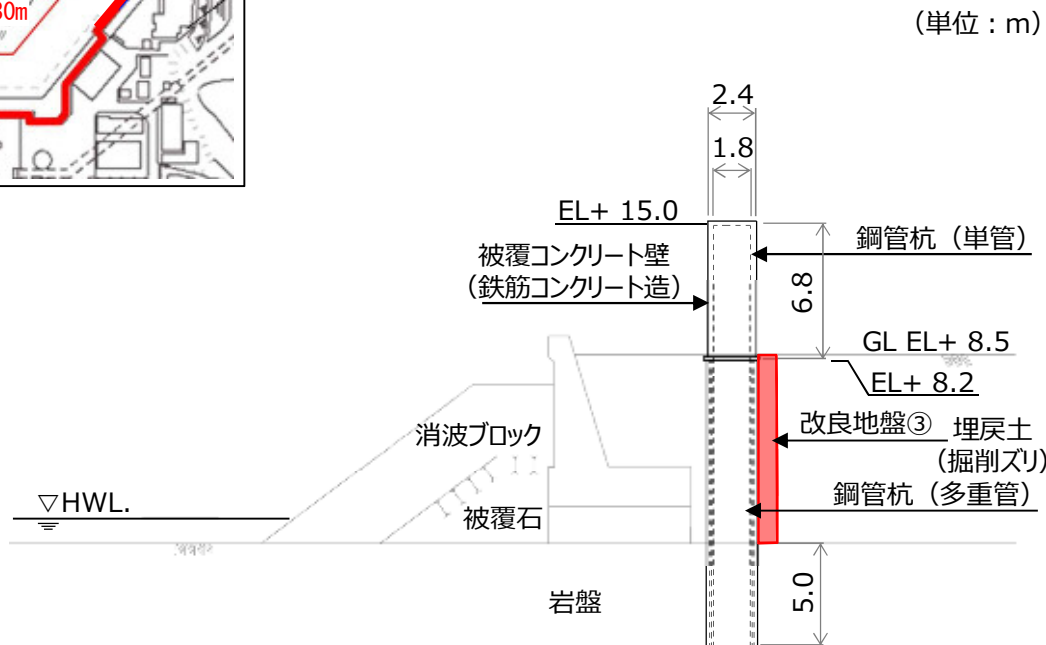 30m
(単位:m)
2.4
1.8
EL+ 15.0
鋼管杭(単管)
被覆コンクリート壁
(鉄筋コンクリート造)
6.8
GL EL+ 8.5
EL+ 8.2
改良地盤③
埋戻土
(掘削ズリ)
消波ブロック
鋼管杭(多重管)
▽HWL.
被覆石
岩盤
5.0